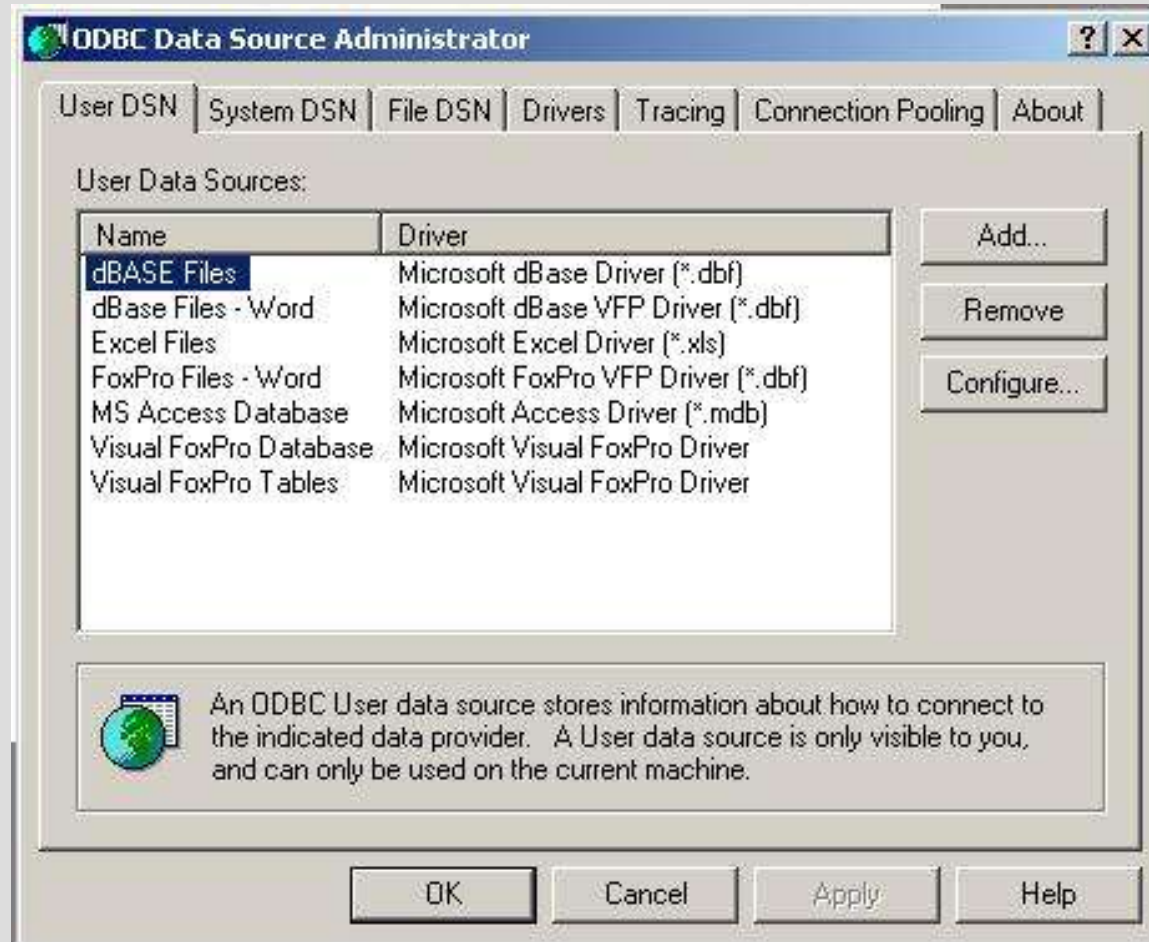 ODBC Data Source Administrator
User DSN System DSN File DSN Drivers Tracing Connection Pooling About
User Data Sources:
Name Driver
dBASE Files Microsoft dBase Driver (*.dbf)
dBase Files - Word Microsoft dBase VFP Driver (*.dbf)
Excel Files Microsoft Excel Driver (*.xls)
FoxPro Files - Word Microsoft FoxPro VFP Driver (*.dbf)
MS Access Database Microsoft Access Driver (*.mdb)
Visual FoxPro Database Microsoft Visual FoxPro Driver
Visual FoxPro Tables Microsoft Visual FoxPro Driver
Add...
Remove
Configure...
An ODBC User data source stores information about how to connect to
the indicated data provider. A User data source is only visible to you,
and can only be used on the current machine.
OK Cancel Apply Help